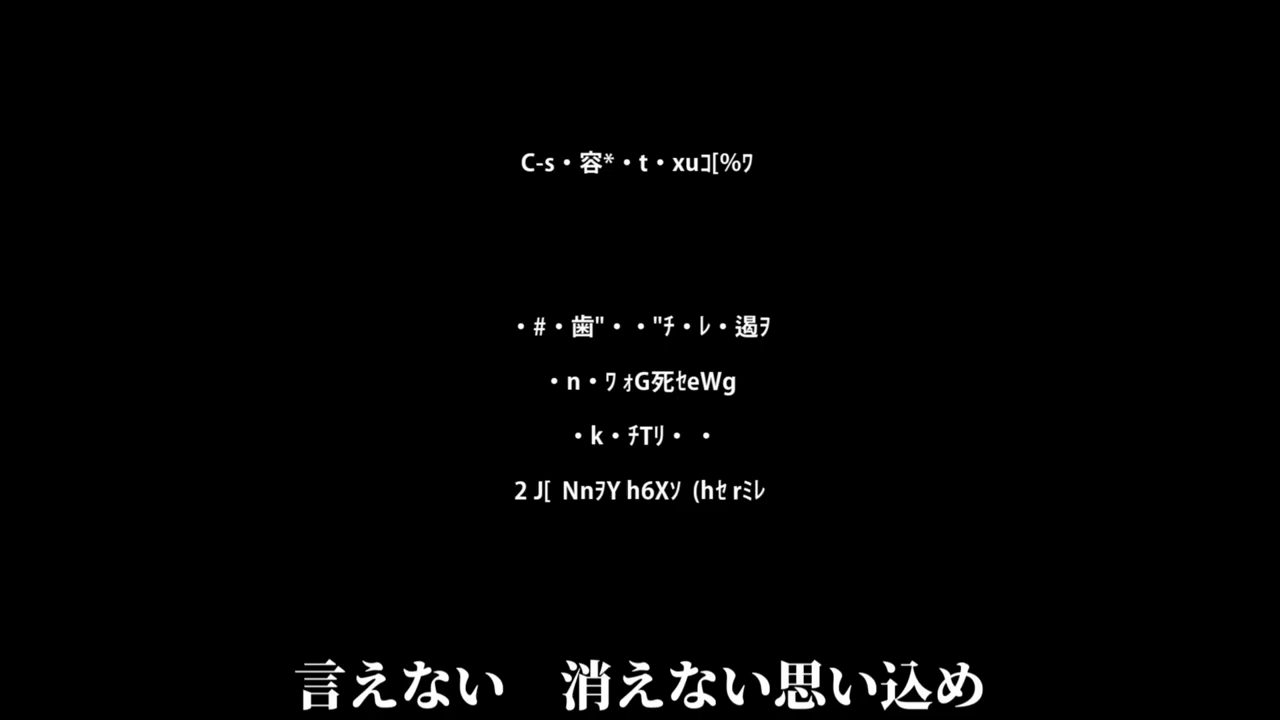 C-s・容*・t・xuｺ[%ﾜ
・#・歯"・・"ﾁ・ﾚ・遏ｦ
・n・ﾜ ｫG死ｾeWg
・k・ﾁTﾘ・ ・
2 J[ NnｦY h6Xｿ (hｾ rﾐﾚ
言えない　消えない思い込め